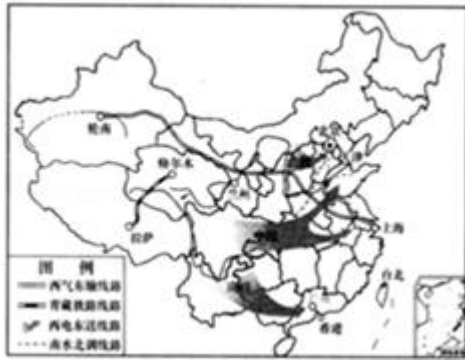 轮南
格尔木
兰州
拉萨
上海
台北
香港
图 例
西气东输线路
青藏铁路线路
西电东送线路
南水北调线路